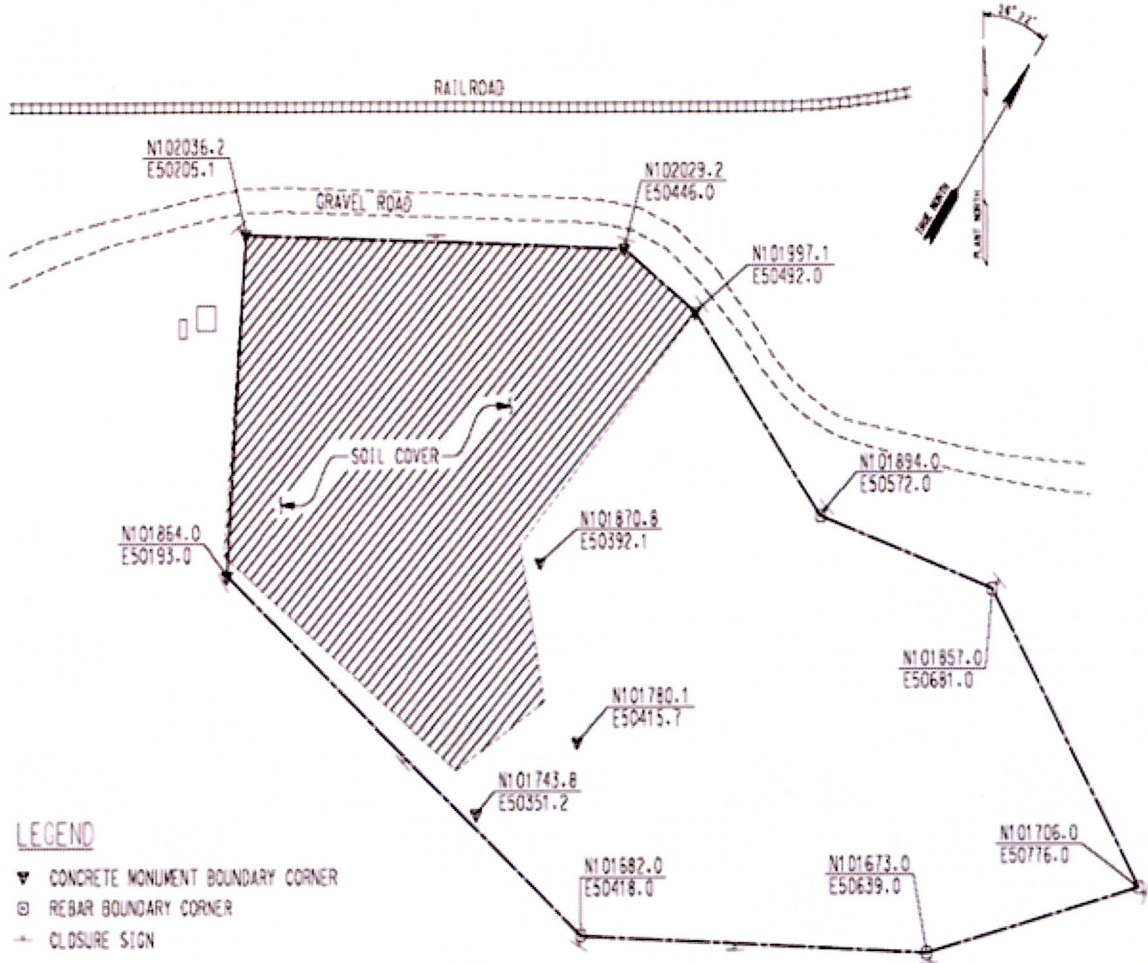 RAILROAD
N102036.2
E50205.1
N102029.2
E50446.0
GRAVEL ROAD
TRUE NORTH
PLANT NORTH
N101997.1
E50492.0
SOIL COVER
N101894.0
E50572.0
N101870.8
E50392.1
N101864.0
E50193.0
N101857.0
E50681.0
N101780.1
E50415.7
N101743.8
E50351.2
N101706.0
E50776.0
N101682.0
E50418.0
N101673.0
E50639.0
LEGEND
CONCRETE MONUMENT BOUNDARY CORNER
REBAR BOUNDARY CORNER
CLOSURE SIGN